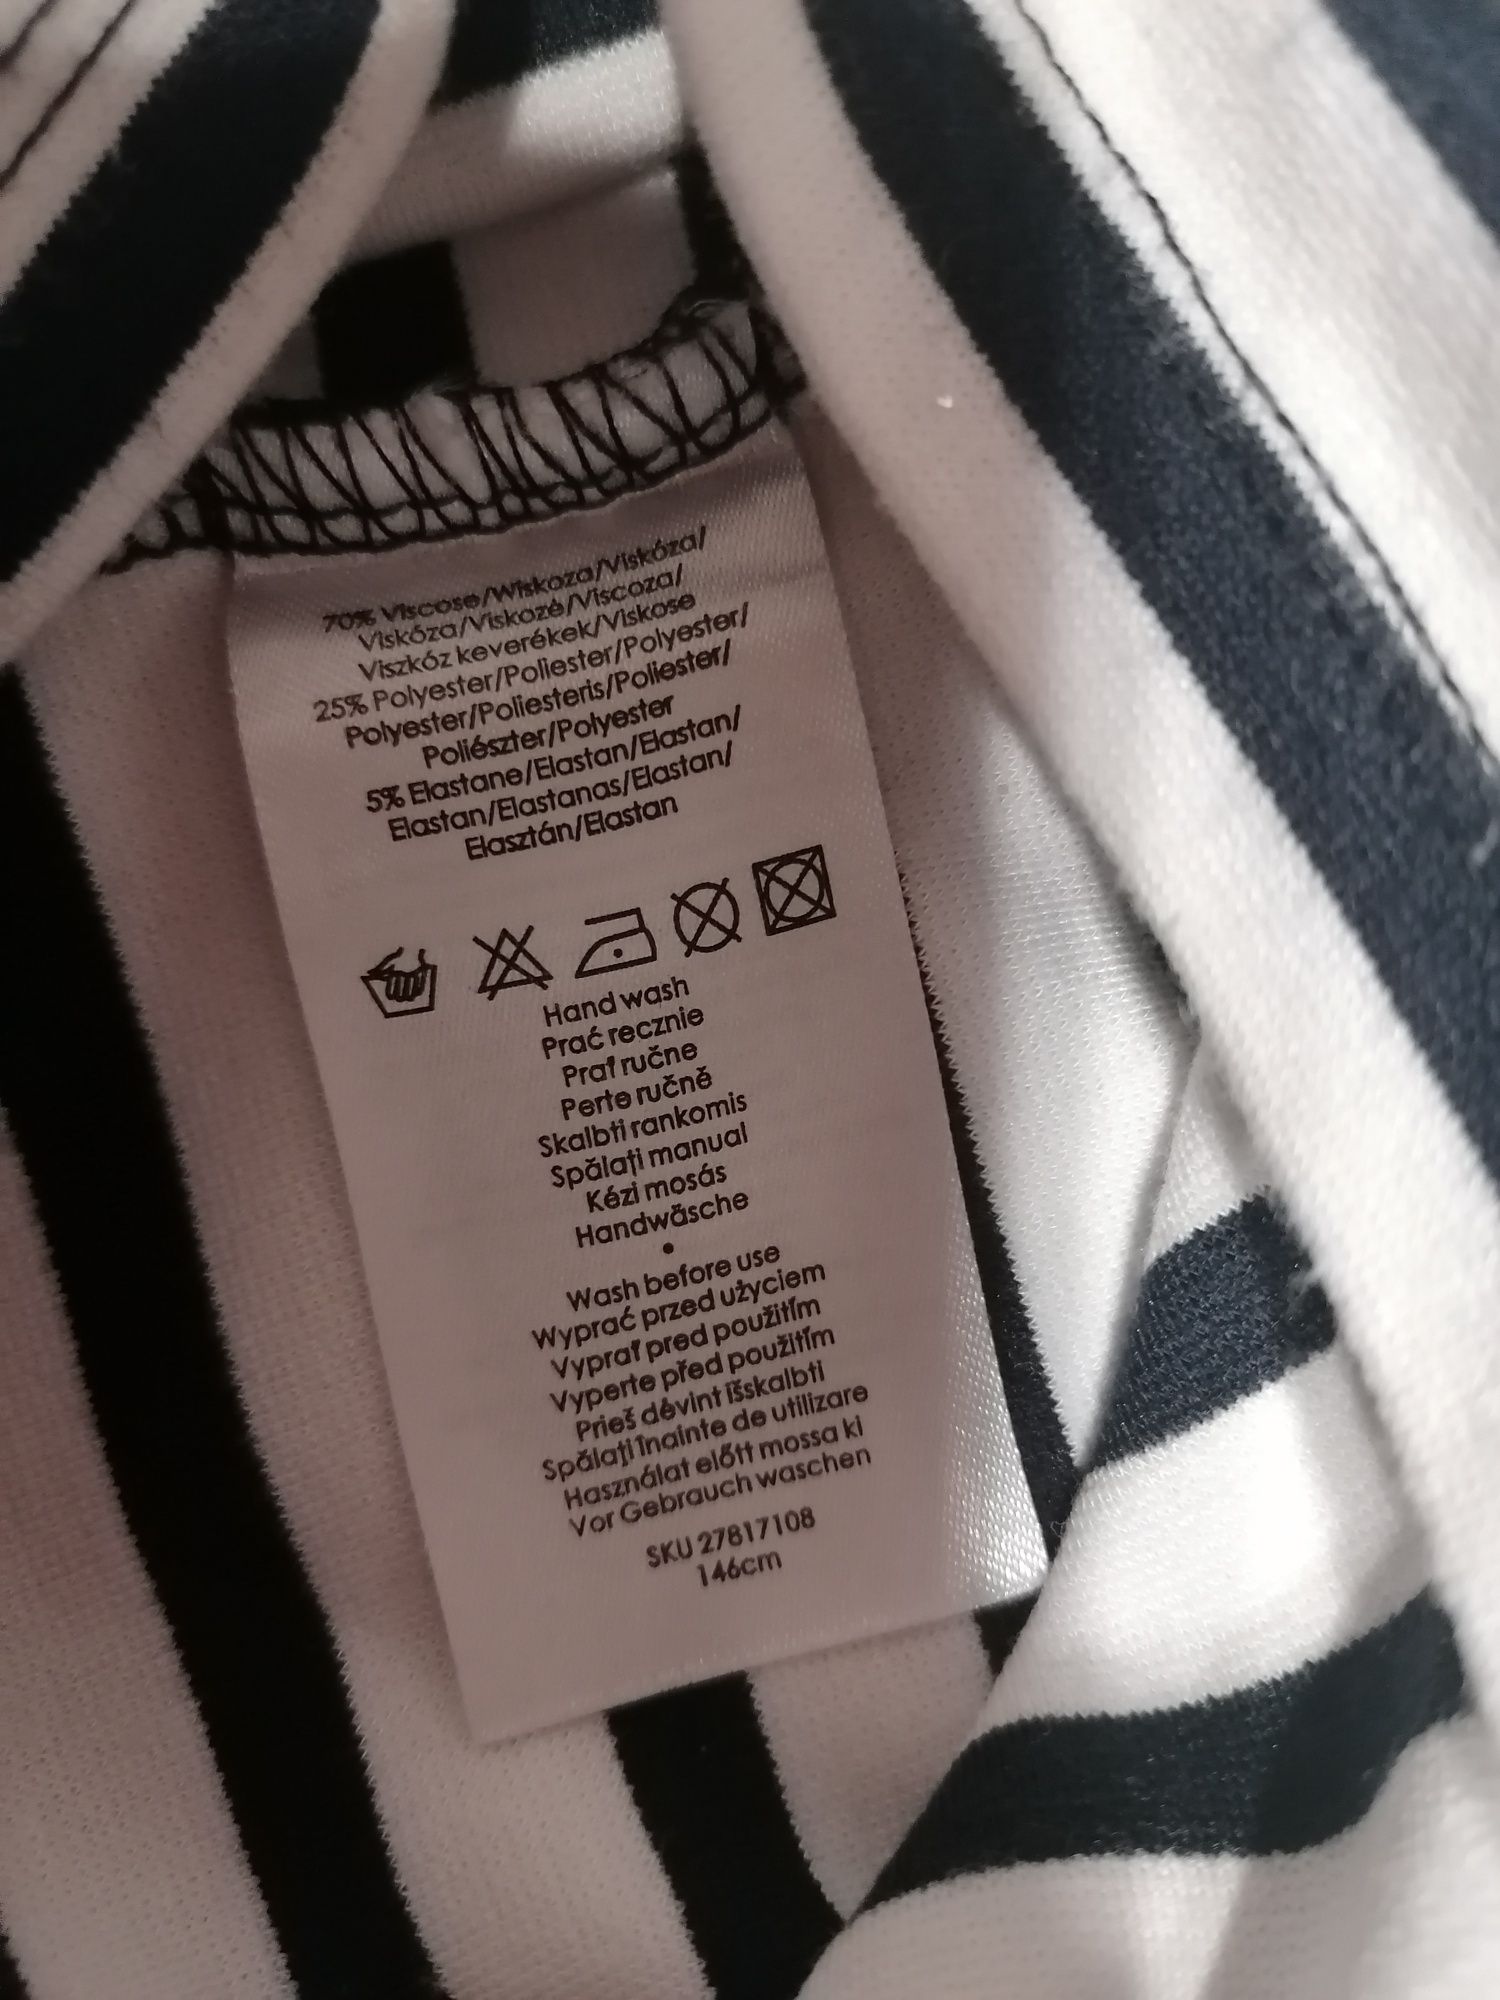 70% Viscose/Wiskoza/Viskóza/
Viskóza/Viskozė/Viscoza/
Viszkóz keverékek/Viskose
25% Polyester/Poliester/Polyester/
Polyester/Poliesteris/Poliester/
Poliészter/Polyester
5% Elastane/Elastan/Elastan/
Elastan/Elastanas/Elastan/
Elasztán/Elastan
Hand wash
Prać recznie
Prať ručne
Perte ručně
Skalbti rankomis
Spălați manual
Kézi mosás
Handwäsche
•
Wash before use
Wyprać przed użyciem
Vyprať pred použitím
Vyperte před použitím
Prieš dėvint išskalbti
Spălați înainte de utilizare
Használat előtt mossa ki
Vor Gebrauch waschen
SKU 27817108
146cm